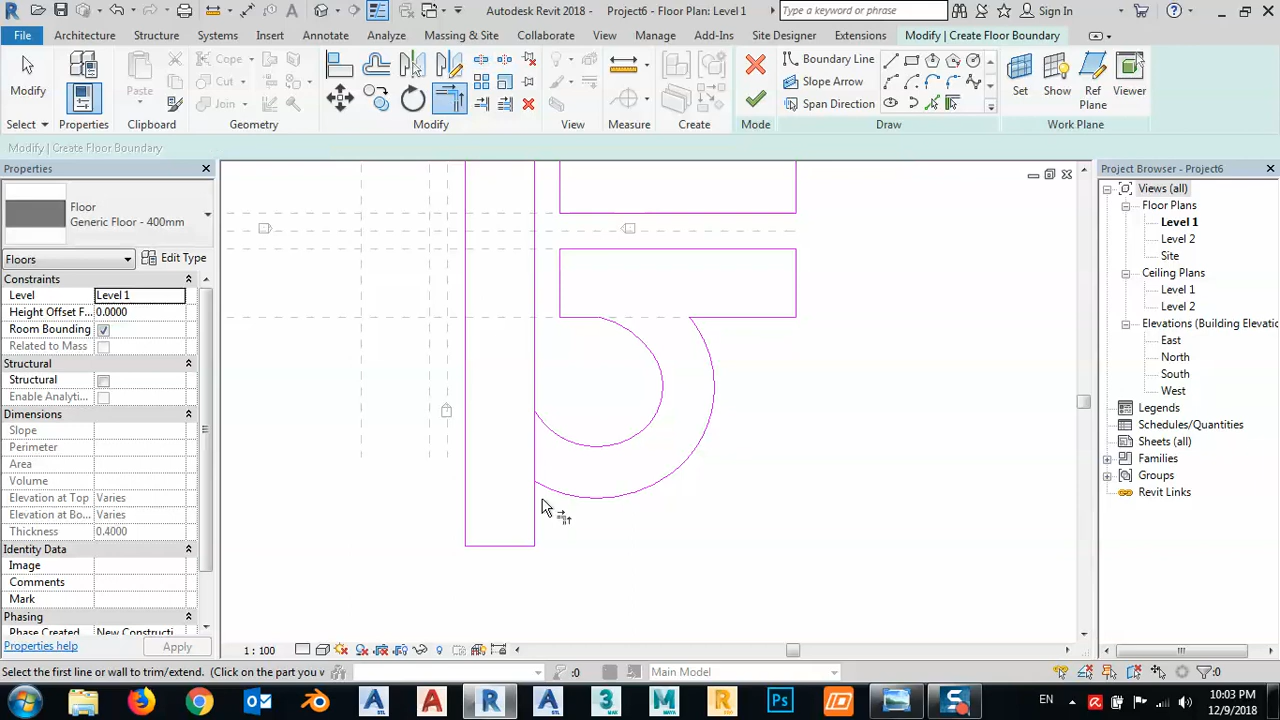 Autodesk Revit 2018 - Project6 - Floor Plan: Level 1
Type a keyword or phrase
Sign In
File
Architecture
Structure
Systems
Insert
Annotate
Analyze
Massing & Site
Collaborate
View
Manage
Add-Ins
Site Designer
Extensions
Modify | Create Floor Boundary
Modify
Paste
Cope
Cut
Join
Boundary Line
Slope Arrow
Span Direction
Set
Show
Ref
Plane
Viewer
Select
Properties
Clipboard
Geometry
Modify
View
Measure
Create
Mode
Draw
Work Plane
Modify | Create Floor Boundary
Properties
Floor
Generic Floor - 400mm
Floors
Edit Type
Constraints
Level
Level 1
Height Offset F...
0.0000
Room Bounding
Related to Mass
Structural
Structural
Enable Analyti...
Dimensions
Slope
Perimeter
Area
Volume
Elevation at Top
Varies
Elevation at Bo...
Varies
Thickness
0.4000
Identity Data
Image
Comments
Mark
Phasing
Phase Created
New Constructi...
Properties help
Apply
Project Browser - Project6
Views (all)
Floor Plans
Level 1
Level 2
Site
Ceiling Plans
Level 1
Level 2
Elevations (Building Elevatio
East
North
South
West
Legends
Schedules/Quantities
Sheets (all)
Families
Groups
Revit Links
1 : 100
Select the first line or wall to trim/extend. (Click on the part you v
:0
Main Model
:0
EN
10:03 PM
12/9/2018